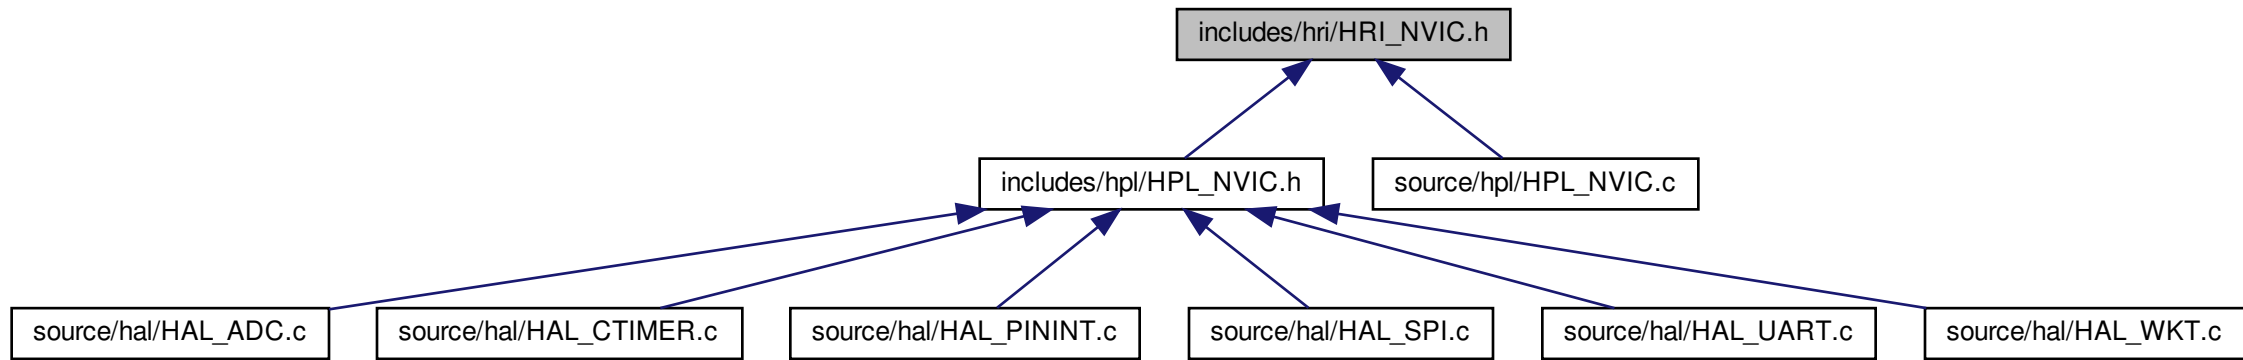 includes/hri/HRI_NVIC.h
includes/hpl/HPL_NVIC.h
source/hpl/HPL_NVIC.c
source/hal/HAL_ADC.c
source/hal/HAL_CTIMER.c
source/hal/HAL_PININT.c
source/hal/HAL_SPI.c
source/hal/HAL_UART.c
source/hal/HAL_WKT.c